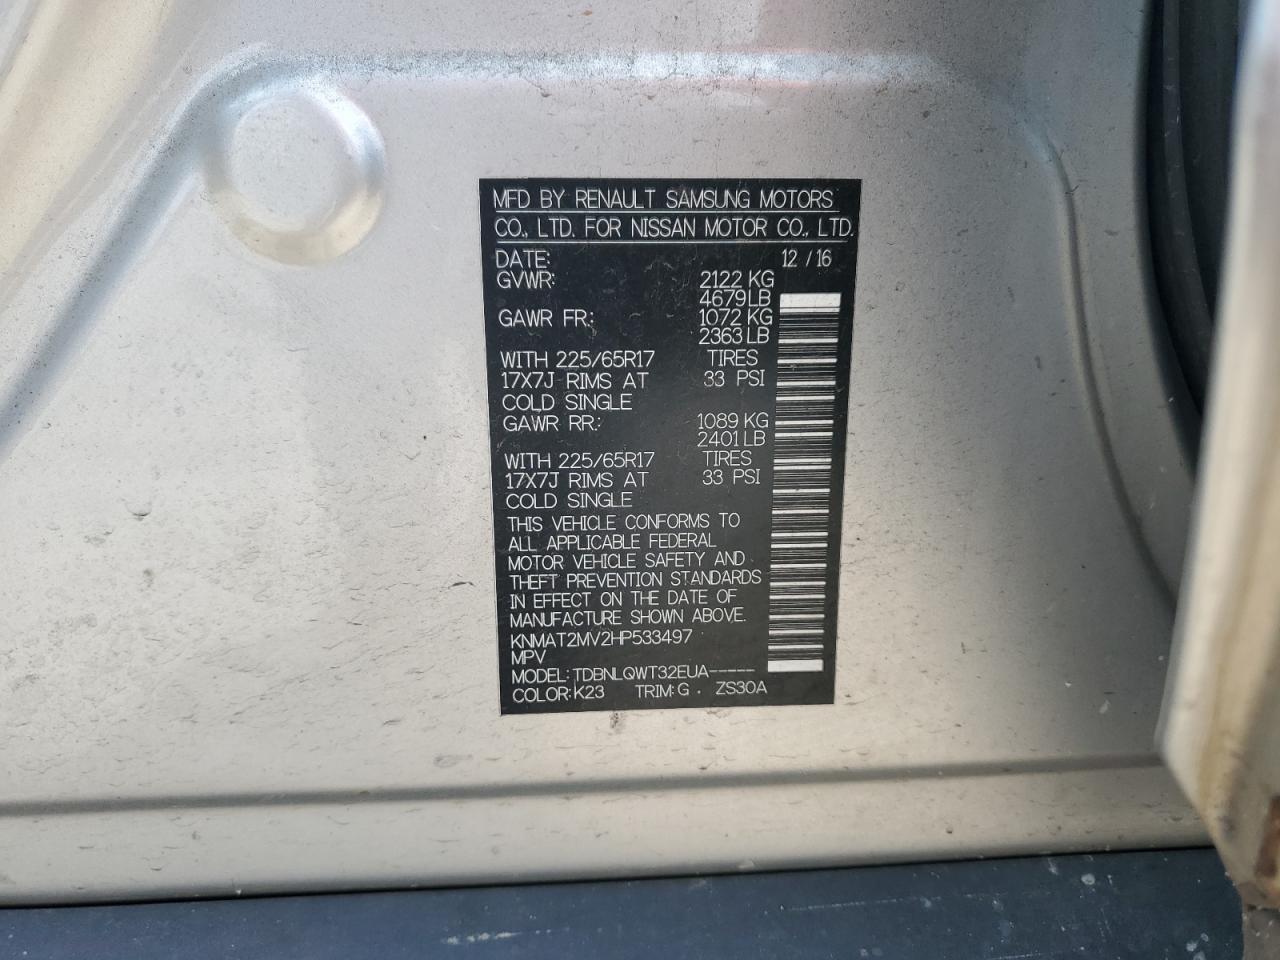 MFD BY RENAULT SAMSUNG MOTORS
CO., LTD. FOR NISSAN MOTOR CO., LTD.
DATE: 12 / 16
GVWR: 2122 KG
4679 LB
GAWR FR: 1072 KG
2363 LB
WITH 225/65R17 TIRES
17X7J RIMS AT 33 PSI
COLD SINGLE
GAWR RR: 1089 KG
2401 LB
WITH 225/65R17 TIRES
17X7J RIMS AT 33 PSI
COLD SINGLE
THIS VEHICLE CONFORMS TO
ALL APPLICABLE FEDERAL
MOTOR VEHICLE SAFETY AND
THEFT PREVENTION STANDARDS
IN EFFECT ON THE DATE OF
MANUFACTURE SHOWN ABOVE.
KNMAT2MV2HP533497
MPV
MODEL: TDBNLQWT32EUA-----
COLOR: K23 TRIM: G . ZS30A